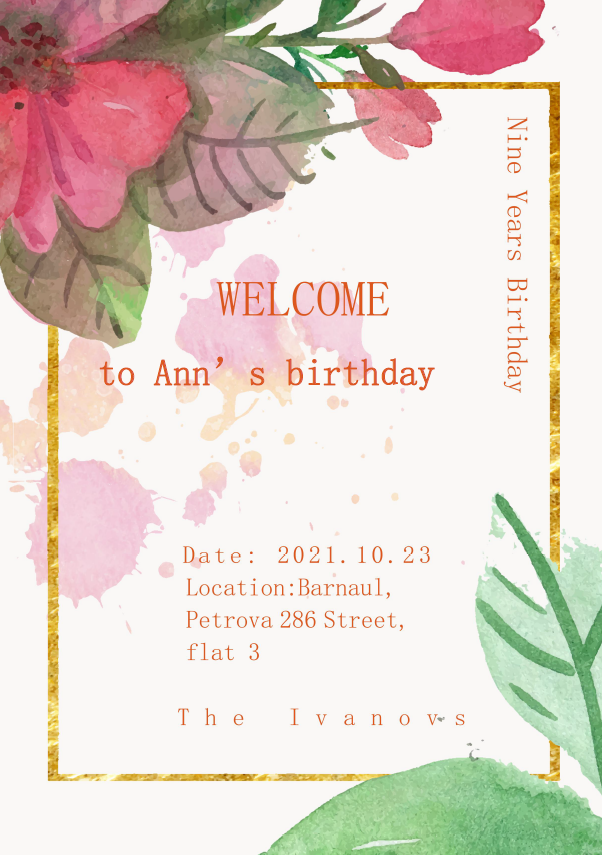 Nine Years Birthday
WELCOME
to Ann’s birthday
Date: 2021.10.23
Location:Barnaul,
Petrova 286 Street,
flat 3
The Ivanovs